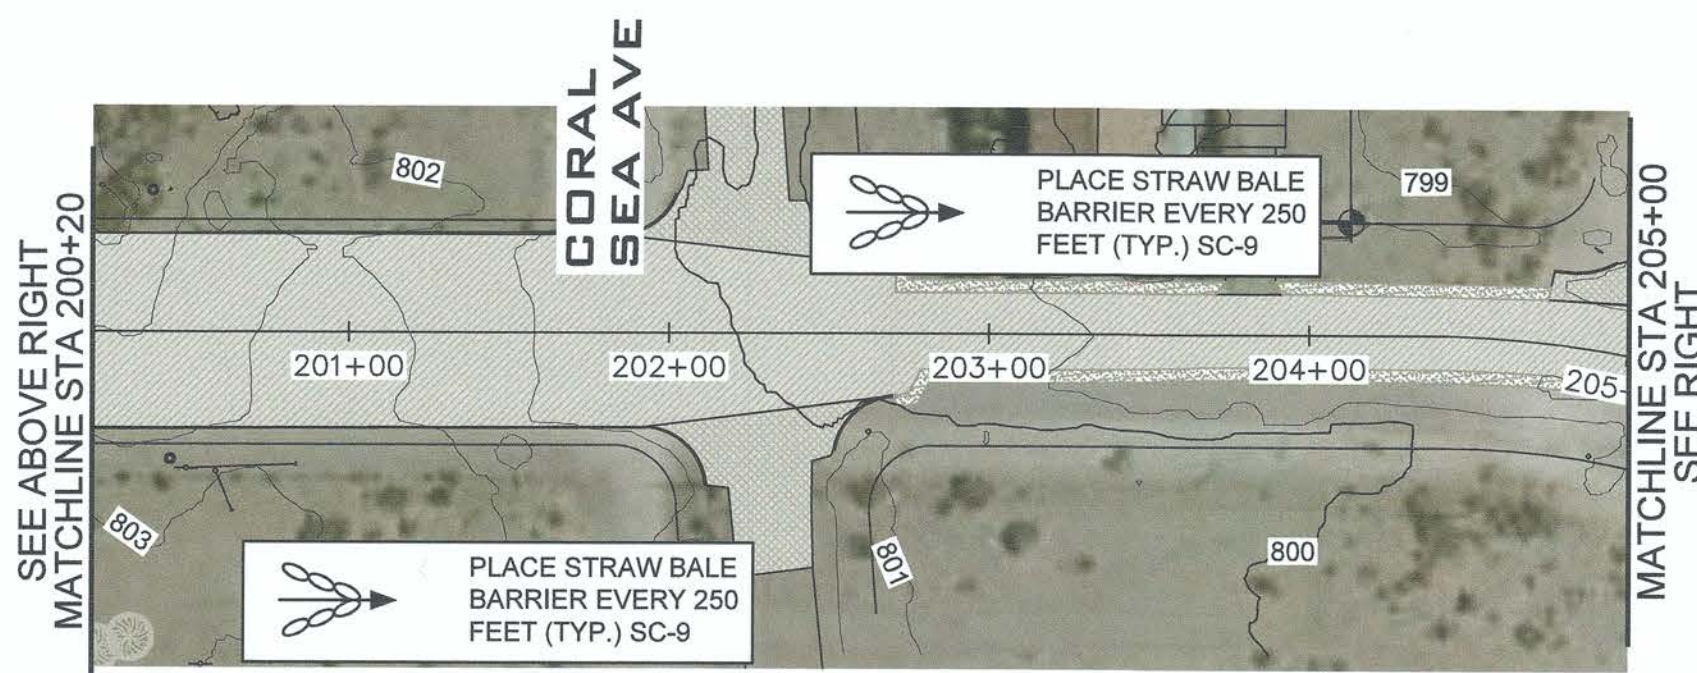 CORAL
SEA AVE
SEE ABOVE RIGHT
MATCHLINE STA 200+20
802
PLACE STRAW BALE
BARRIER EVERY 250
FEET (TYP.) SC-9
799
201+00
202+00
203+00
204+00
205
803
PLACE STRAW BALE
BARRIER EVERY 250
FEET (TYP.) SC-9
801
800
MATCHLINE STA 205+00
SEE RIGHT